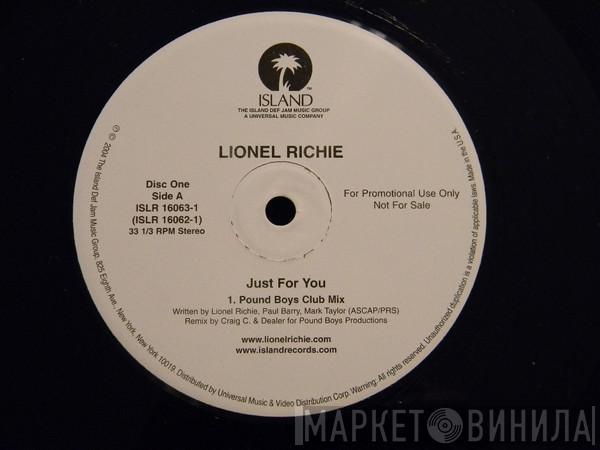 ISLAND™
THE ISLAND DEF JAM MUSIC GROUP
A UNIVERSAL MUSIC COMPANY
LIONEL RICHIE
Disc One
Side A
ISLR 16063-1
(ISLR 16062-1)
33 1/3 RPM Stereo
For Promotional Use Only
Not For Sale
Just For You
1. Pound Boys Club Mix
Written by Lionel Richie, Paul Barry, Mark Taylor (ASCAP/PRS)
Remix by Craig C. & Dealer for Pound Boys Productions
www.lionelrichie.com
www.islandrecords.com
℗ © 2004 The Island Def Jam Music Group, 825 Eighth Ave., New York, New York 10019. Distributed by Universal Music & Video Distribution Corp. Warning: All rights reserved. Unauthorized duplication is a violation of applicable laws. Made in the U.S.A.
МАРКЕТ ВИНИЛА